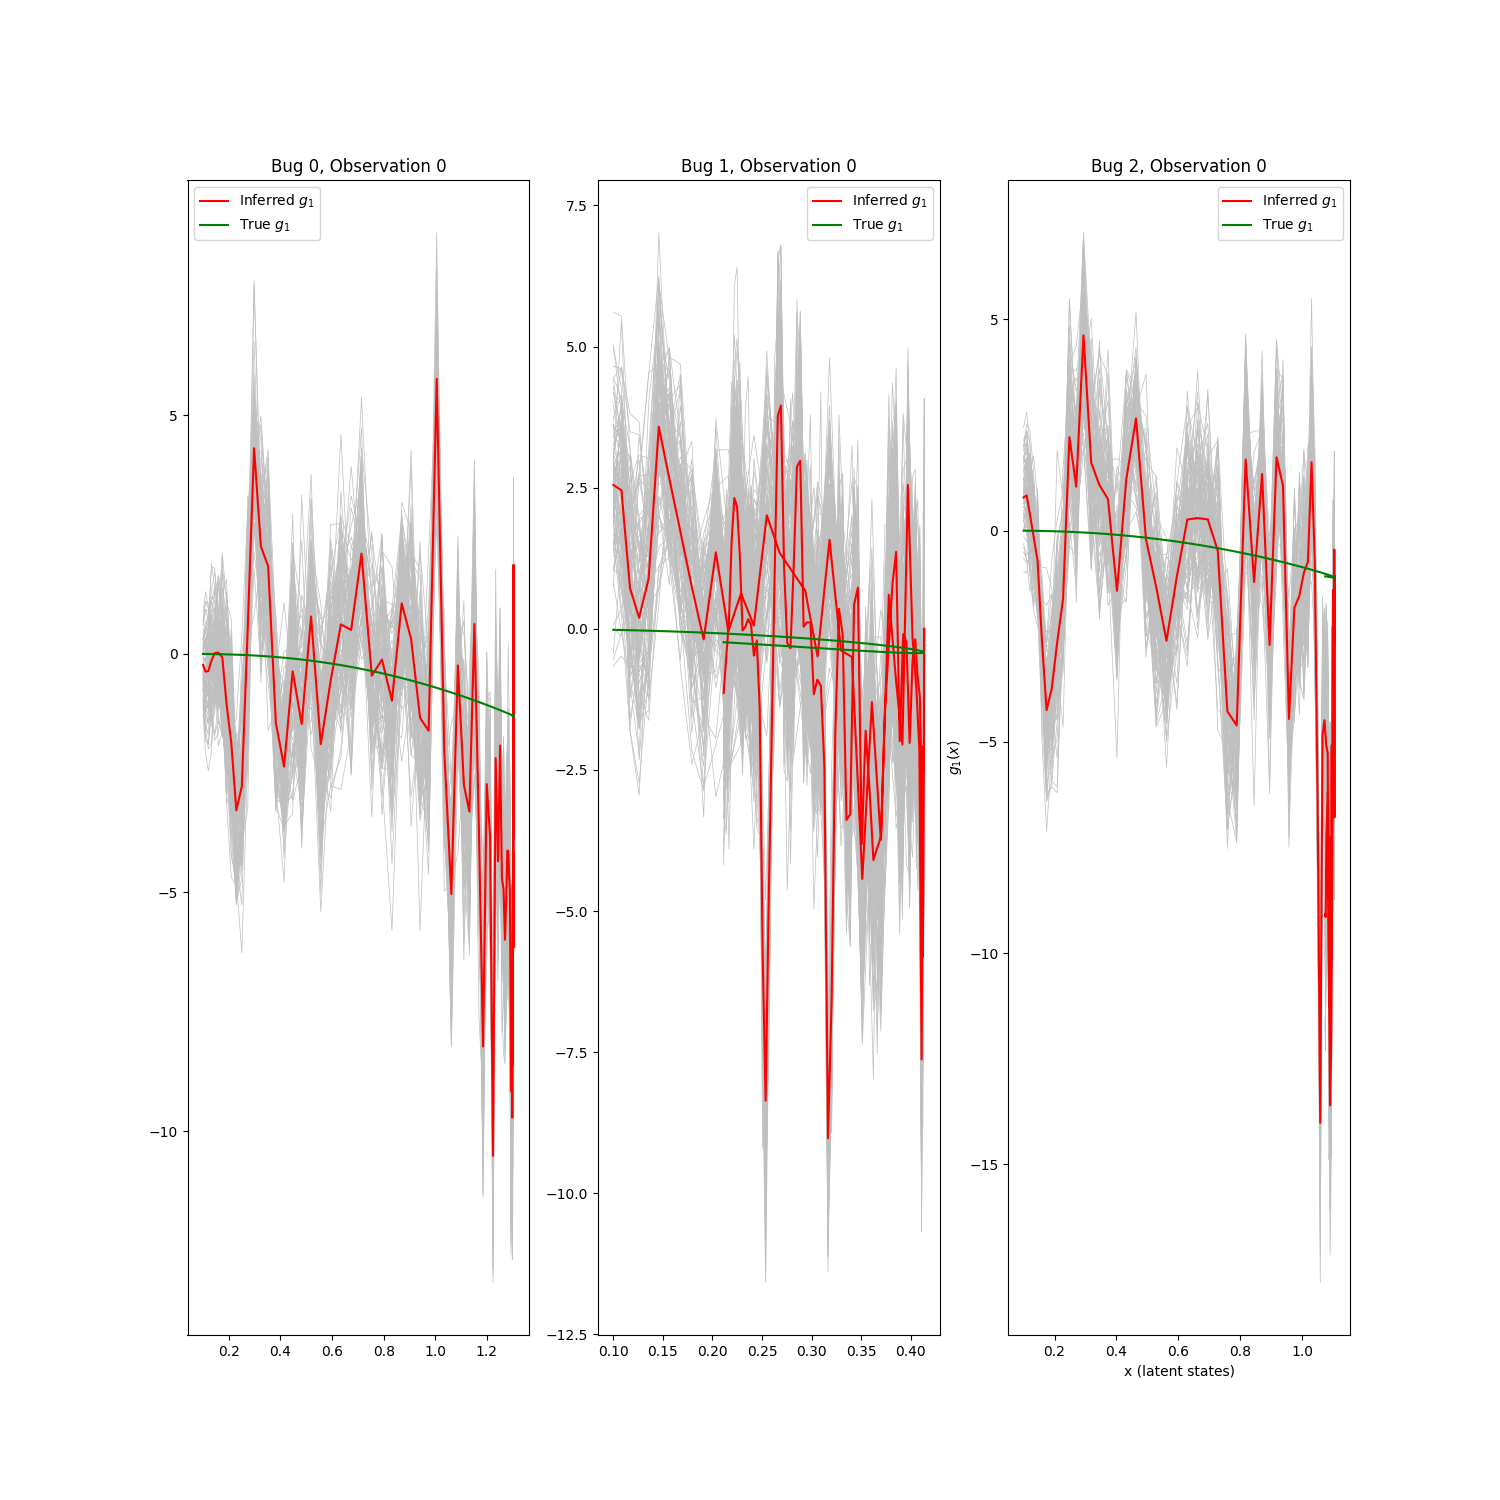 Bug 0, Observation 0
Inferred g₁
True g₁
5
0
−5
−10
0.2 0.4 0.6 0.8 1.0 1.2
Bug 1, Observation 0
Inferred g₁
True g₁
7.5
5.0
2.5
0.0
−2.5
−5.0
−7.5
−10.0
−12.5
0.10 0.15 0.20 0.25 0.30 0.35 0.40
Bug 2, Observation 0
Inferred g₁
True g₁
g₁(x)
5
0
−5
−10
−15
0.2 0.4 0.6 0.8 1.0
x (latent states)